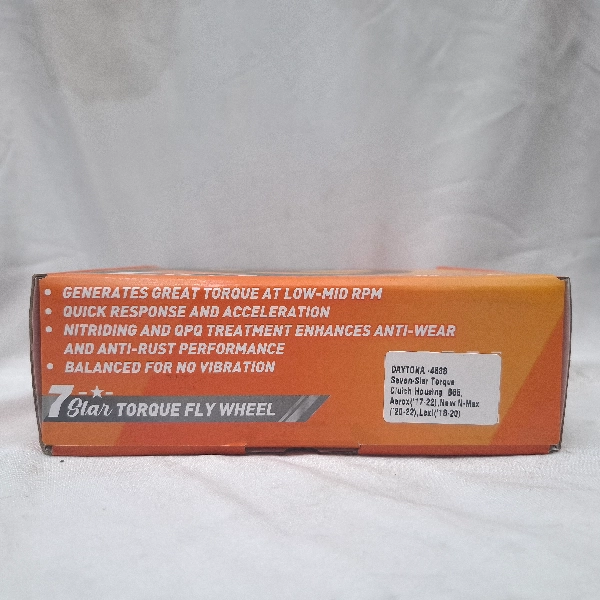 • GENERATES GREAT TORQUE AT LOW-MID RPM
• QUICK RESPONSE AND ACCELERATION
• NITRIDING AND QPQ TREATMENT ENHANCES ANTI-WEAR
AND ANTI-RUST PERFORMANCE
• BALANCED FOR NO VIBRATION
7 Star TORQUE FLY WHEEL
DAYTONA -4638
Seven-Star Torque
Clutch Housing B65,
Aerox('17-22),New N-Max
('20-22),Lexi('18-20)